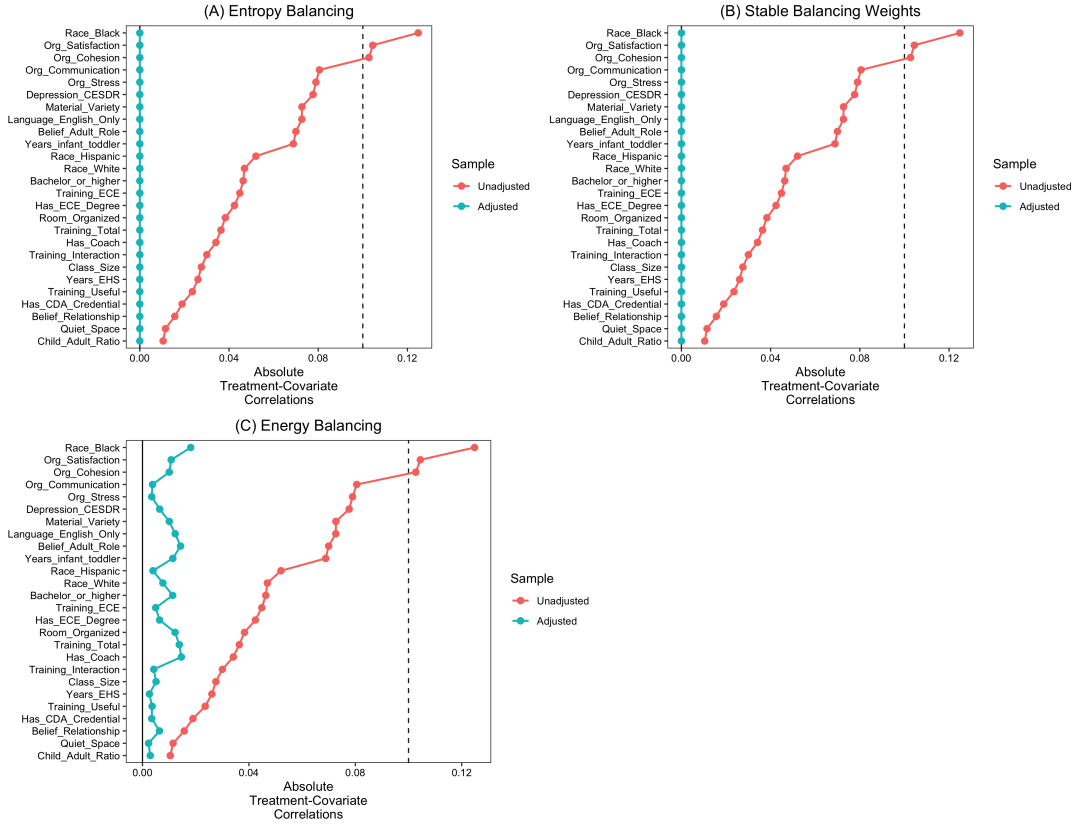 (A) Entropy Balancing
Race_Black
Org_Satisfaction
Org_Cohesion
Org_Communication
Org_Stress
Depression_CESDR
Material_Variety
Language_English_Only
Belief_Adult_Role
Years_infant_toddler
Race_Hispanic
Race_White
Bachelor_or_higher
Training_ECE
Has_ECE_Degree
Room_Organized
Training_Total
Has_Coach
Training_Interaction
Class_Size
Years_EHS
Training_Useful
Has_CDA_Credential
Belief_Relationship
Quiet_Space
Child_Adult_Ratio
0.00 0.04 0.08 0.12
Absolute
Treatment-Covariate
Correlations
Sample
Unadjusted
Adjusted
(B) Stable Balancing Weights
Race_Black
Org_Satisfaction
Org_Cohesion
Org_Communication
Org_Stress
Depression_CESDR
Material_Variety
Language_English_Only
Belief_Adult_Role
Years_infant_toddler
Race_Hispanic
Race_White
Bachelor_or_higher
Training_ECE
Has_ECE_Degree
Room_Organized
Training_Total
Has_Coach
Training_Interaction
Class_Size
Years_EHS
Training_Useful
Has_CDA_Credential
Belief_Relationship
Quiet_Space
Child_Adult_Ratio
0.00 0.04 0.08 0.12
Absolute
Treatment-Covariate
Correlations
Sample
Unadjusted
Adjusted
(C) Energy Balancing
Race_Black
Org_Satisfaction
Org_Cohesion
Org_Communication
Org_Stress
Depression_CESDR
Material_Variety
Language_English_Only
Belief_Adult_Role
Years_infant_toddler
Race_Hispanic
Race_White
Bachelor_or_higher
Training_ECE
Has_ECE_Degree
Room_Organized
Training_Total
Has_Coach
Training_Interaction
Class_Size
Years_EHS
Training_Useful
Has_CDA_Credential
Belief_Relationship
Quiet_Space
Child_Adult_Ratio
0.00 0.04 0.08 0.12
Absolute
Treatment-Covariate
Correlations
Sample
Unadjusted
Adjusted